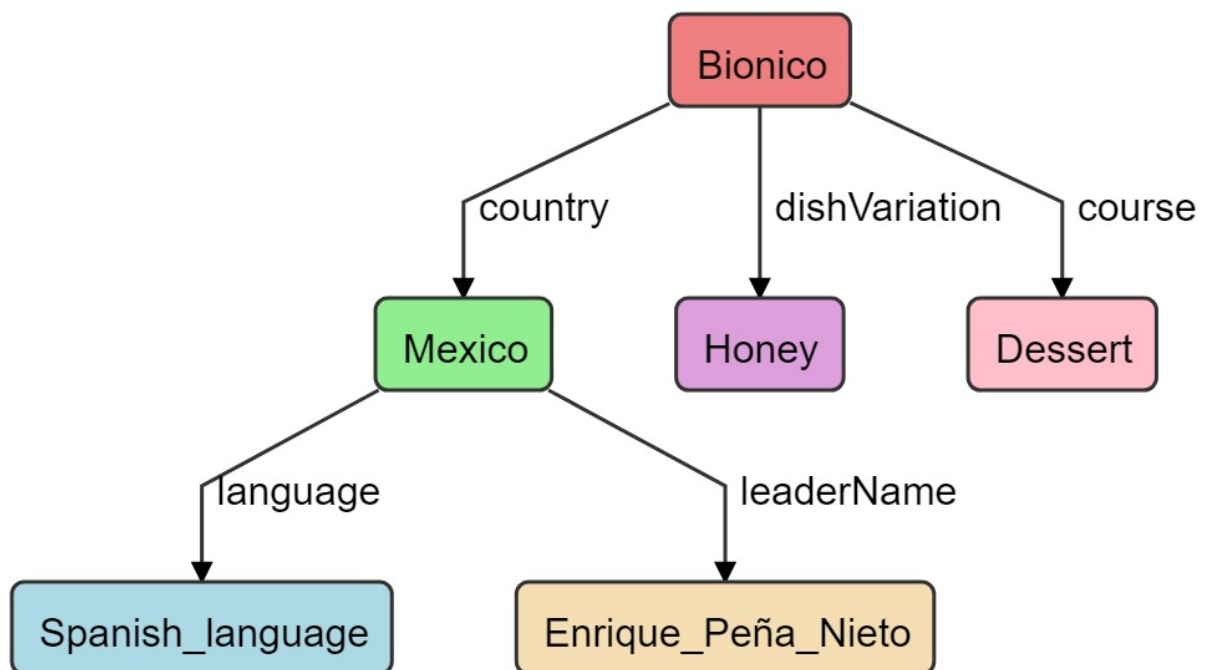 Bionico
country
dishVariation
course
Mexico
Honey
Dessert
language
leaderName
Spanish_language
Enrique_Peña_Nieto